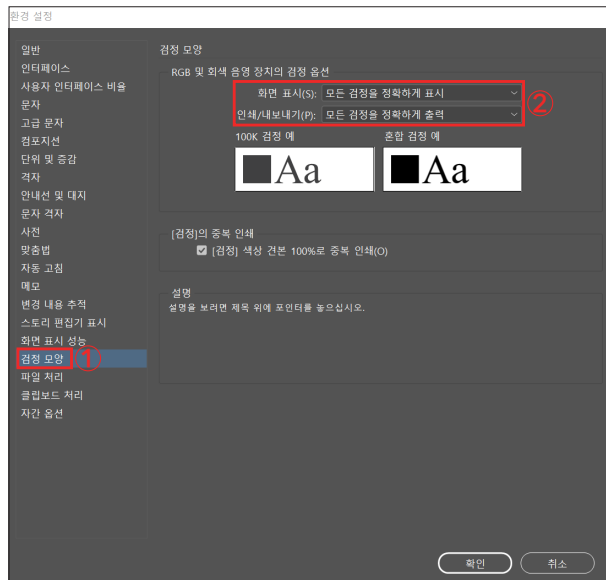 환경 설정
일반
인터페이스
사용자 인터페이스 비율
문자
고급 문자
컴포지션
단위 및 증감
격자
안내선 및 대지
문자 격자
사전
맞춤법
자동 고침
메모
변경 내용 추적
스토리 편집기 표시
화면 표시 성능
검정 모양 ①
파일 처리
클립보드 처리
자간 옵션
검정 모양
RGB 및 회색 음영 장치의 검정 옵션
화면 표시(S): 모든 검정을 정확하게 표시
②
인쇄/내보내기(P): 모든 검정을 정확하게 출력
100K 검정 예 혼합 검정 예
Aa Aa
[검정]의 중복 인쇄
[검정] 색상 견본 100%로 중복 인쇄(O)
설명
설명을 보려면 제목 위에 포인터를 놓으십시오.
확인 취소